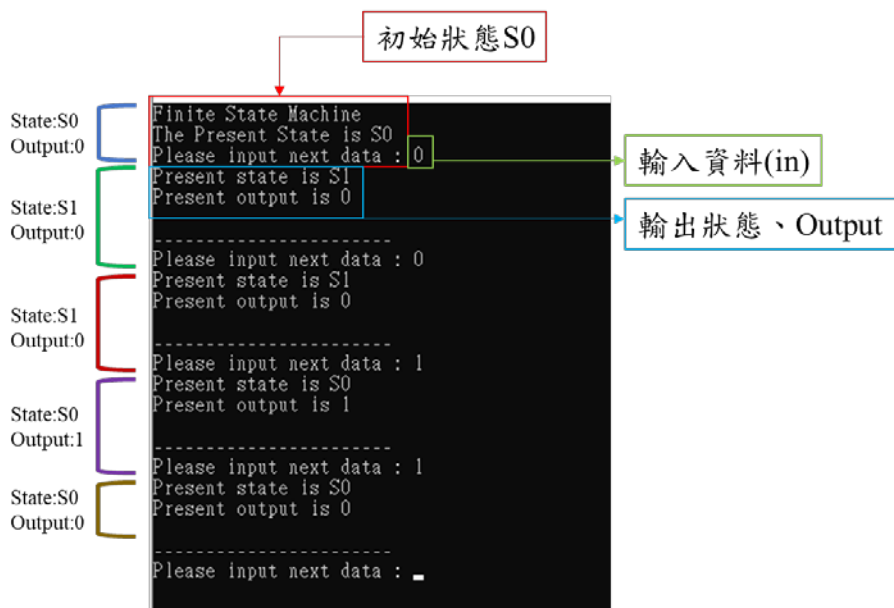 初始狀態S0
State:S0
Output:0
Finite State Machine
The Present State is S0
Please input next data : 0
輸入資料(in)
State:S1
Output:0
Present state is S1
Present output is 0
輸出狀態、Output
-----------------------
Please input next data : 0
State:S1
Output:0
Present state is S1
Present output is 0
-----------------------
Please input next data : 1
State:S0
Output:1
Present state is S0
Present output is 1
-----------------------
Please input next data : 1
State:S0
Output:0
Present state is S0
Present output is 0
-----------------------
Please input next data :